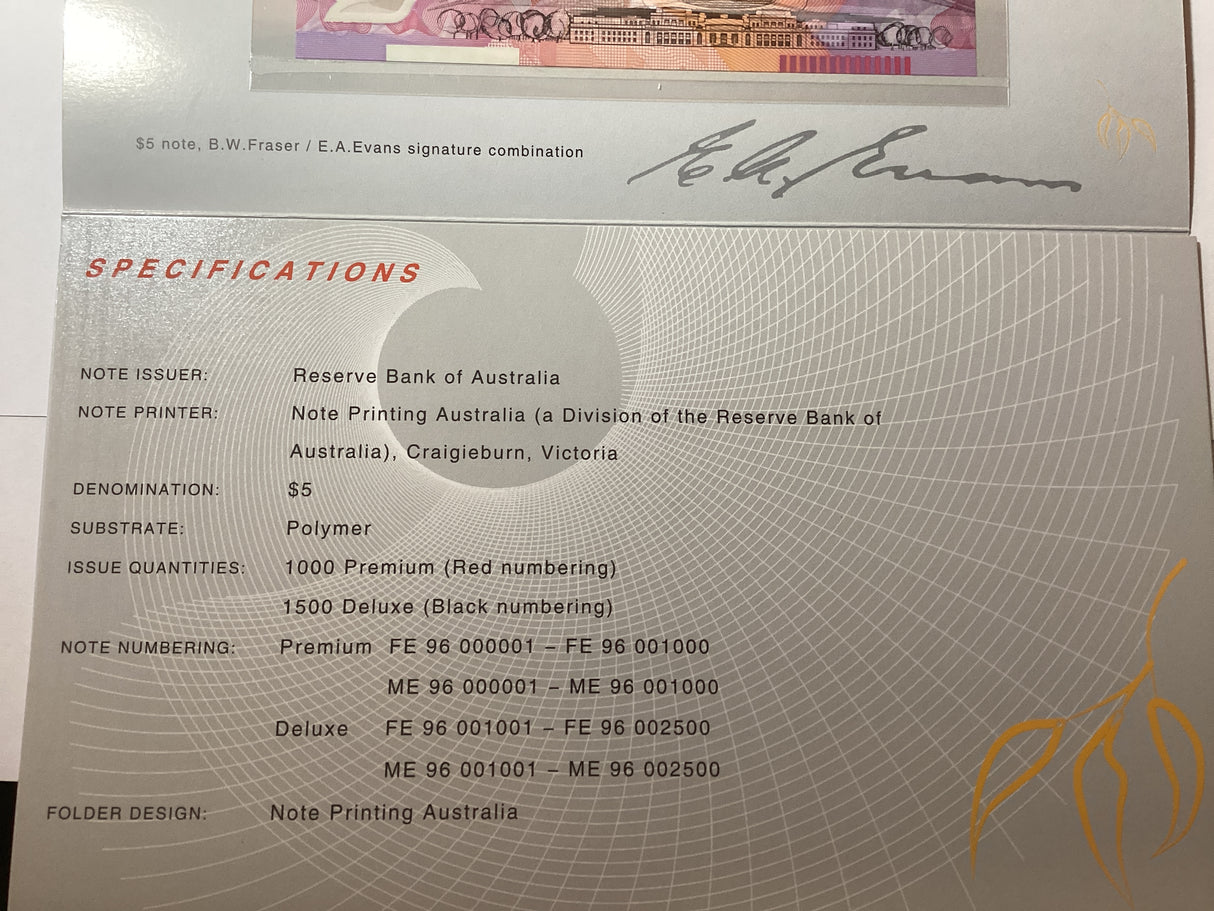 $5 note, B.W.Fraser / E.A.Evans signature combination
E.A. Evans
SPECIFICATIONS
NOTE ISSUER: Reserve Bank of Australia
NOTE PRINTER: Note Printing Australia (a Division of the Reserve Bank of
Australia), Craigieburn, Victoria
DENOMINATION: $5
SUBSTRATE: Polymer
ISSUE QUANTITIES: 1000 Premium (Red numbering)
1500 Deluxe (Black numbering)
NOTE NUMBERING: Premium FE 96 000001 – FE 96 001000
ME 96 000001 – ME 96 001000
Deluxe FE 96 001001 – FE 96 002500
ME 96 001001 – ME 96 002500
FOLDER DESIGN: Note Printing Australia